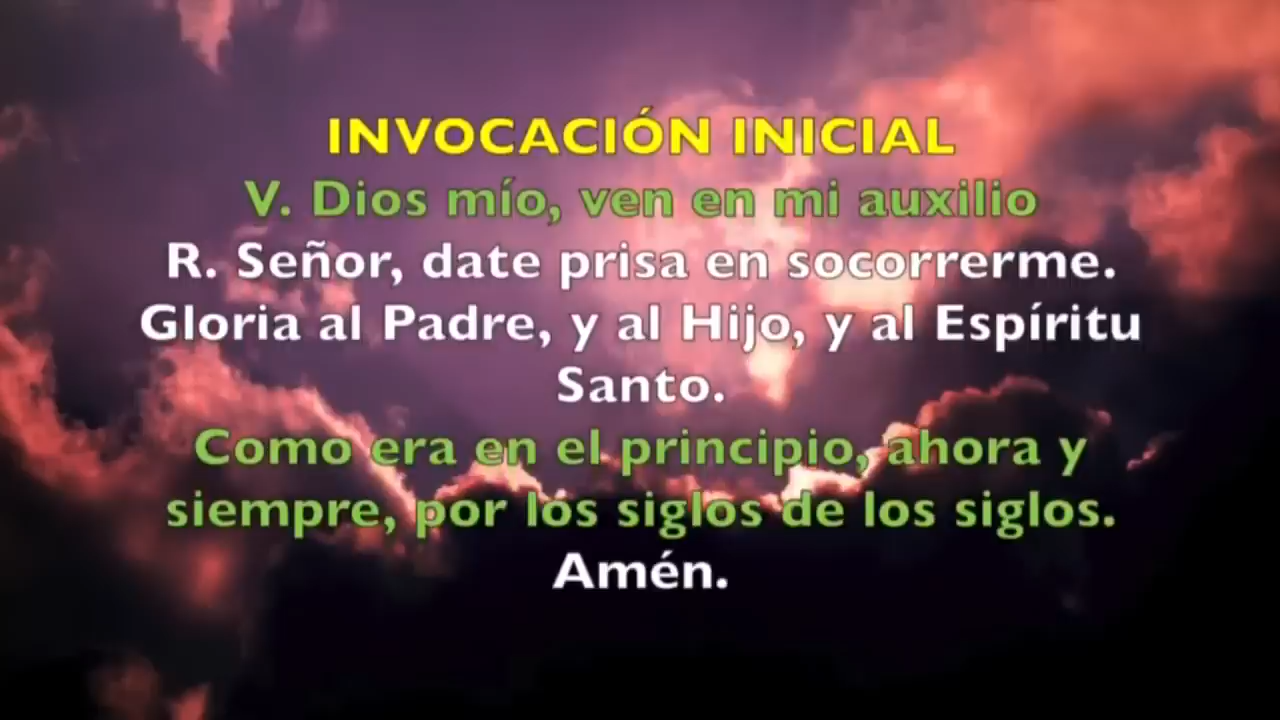 INVOCACIÓN INICIAL
V. Dios mío, ven en mi auxilio
R. Señor, date prisa en socorrerme.
Gloria al Padre, y al Hijo, y al Espíritu
Santo.
Como era en el principio, ahora y
siempre, por los siglos de los siglos.
Amén.